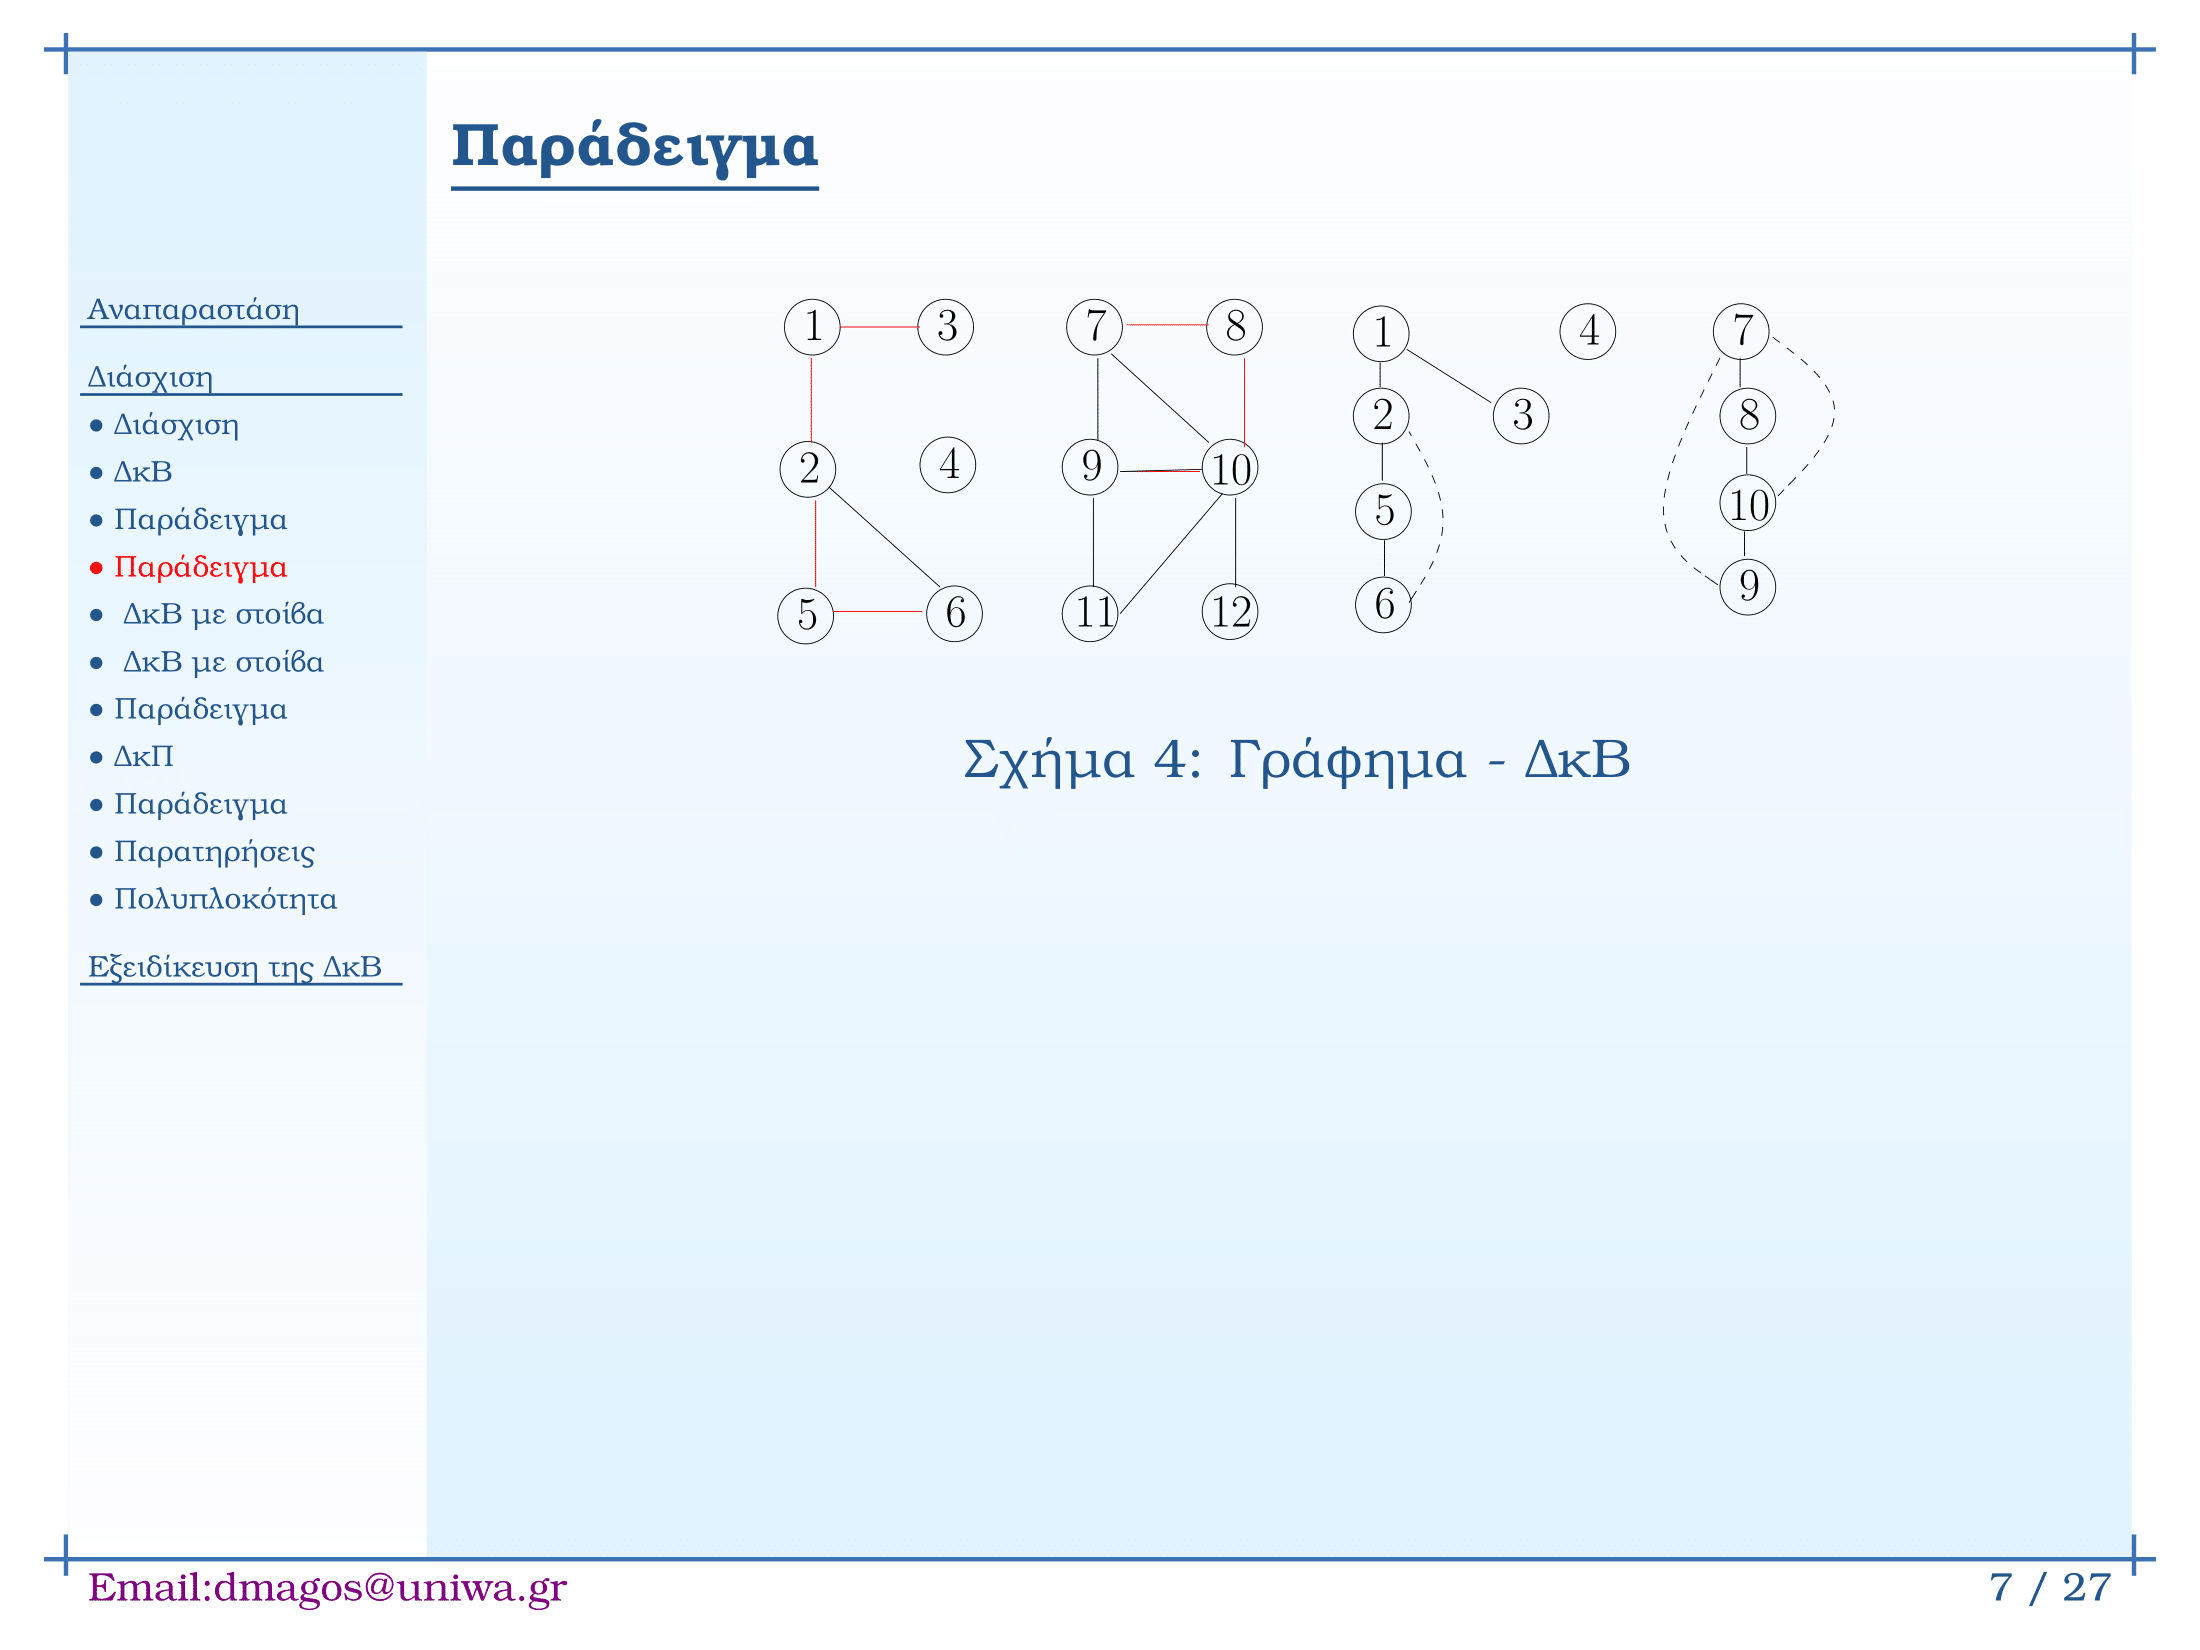 Παράδειγμα
Αναπαραστάση
Διάσχιση
● Διάσχιση
● ΔκΒ
● Παράδειγμα
● Παράδειγμα
● ΔκΒ με στοίβα
● ΔκΒ με στοίβα
● Παράδειγμα
● ΔκΠ
● Παράδειγμα
● Παρατηρήσεις
● Πολυπλοκότητα
Εξειδίκευση της ΔκΒ
1 3 7 8 1 4 7
2 3 8
2 4 9 10 5 10
5 6 11 12 6 9
Σχήμα 4: Γράφημα - ΔκΒ
Email:dmagos@uniwa.gr
7 / 27